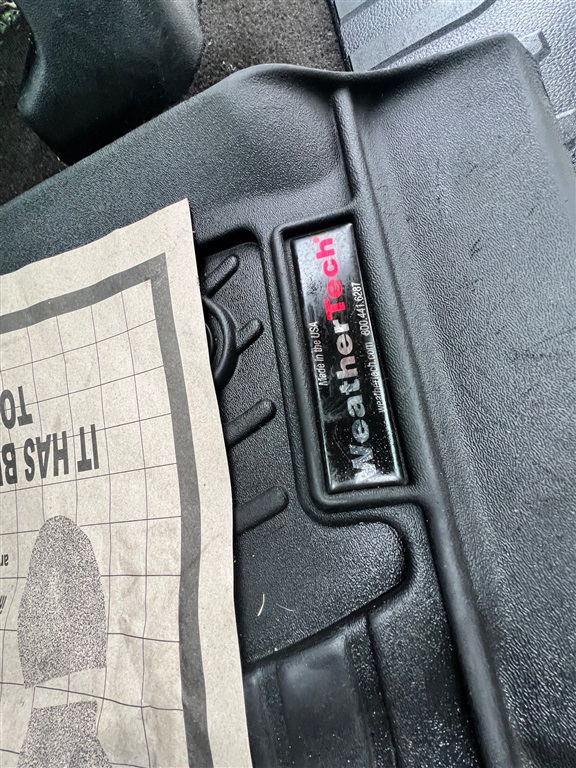 Made in the USA
WeatherTech®
weathertech.com 800.441.6287
IT HAS
TO